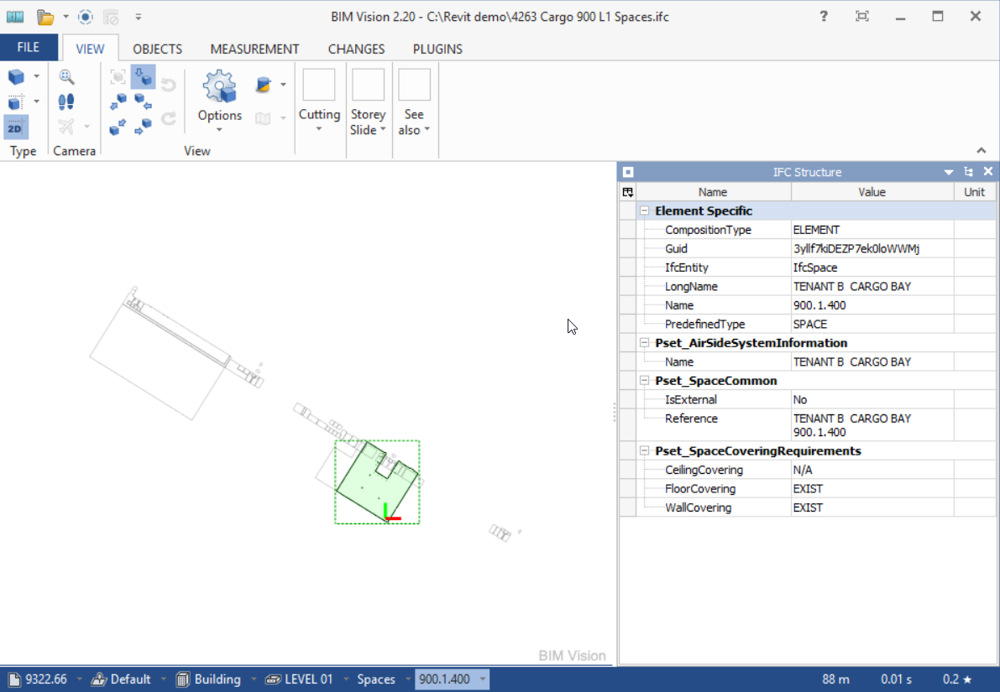 BIM
BIM Vision 2.20 - C:\Revit demo\4263 Cargo 900 L1 Spaces.ifc
?
FILE VIEW OBJECTS MEASUREMENT CHANGES PLUGINS
2D
Options
Cutting
Storey
Slide
See
also
Type
Camera
View
IFC Structure
Name Value Unit
Element Specific
CompositionType ELEMENT
Guid 3yllf7kiDEZP7ek0loWWMj
IfcEntity IfcSpace
LongName TENANT B CARGO BAY
Name 900.1.400
PredefinedType SPACE
Pset_AirSideSystemInformation
Name TENANT B CARGO BAY
Pset_SpaceCommon
IsExternal No
Reference TENANT B CARGO BAY
900.1.400
Pset_SpaceCoveringRequirements
CeilingCovering N/A
FloorCovering EXIST
WallCovering EXIST
BIM Vision
9322.66 Default Building LEVEL 01 Spaces 900.1.400 88 m 0.01 s 0.2